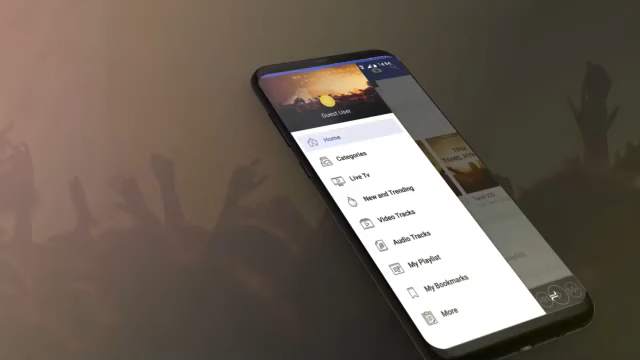 Guest User
Home
Categories
Live Tv
New and Trending
Video Tracks
Audio Tracks
My Playlist
My Bookmarks
More